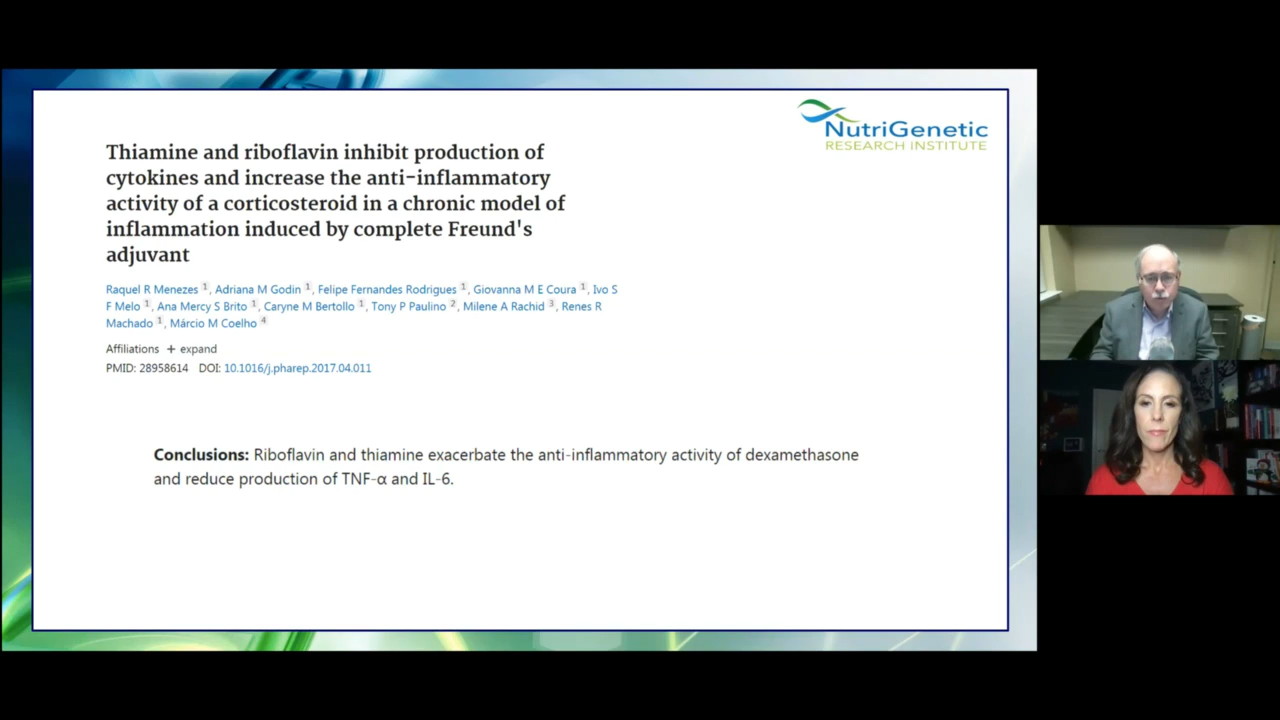 NutriGenetic
RESEARCH INSTITUTE
Thiamine and riboflavin inhibit production of
cytokines and increase the anti-inflammatory
activity of a corticosteroid in a chronic model of
inflammation induced by complete Freund's
adjuvant
Raquel R Menezes 1, Adriana M Godin 1, Felipe Fernandes Rodrigues 1, Giovanna M E Coura 1, Ivo S
F Melo 1, Ana Mercy S Brito 1, Caryne M Bertollo 1, Tony P Paulino 2, Milene A Rachid 3, Renes R
Machado 1, Márcio M Coelho 4
Affiliations + expand
PMID: 28958614 DOI: 10.1016/j.pharep.2017.04.011
Conclusions: Riboflavin and thiamine exacerbate the anti-inflammatory activity of dexamethasone
and reduce production of TNF-α and IL-6.